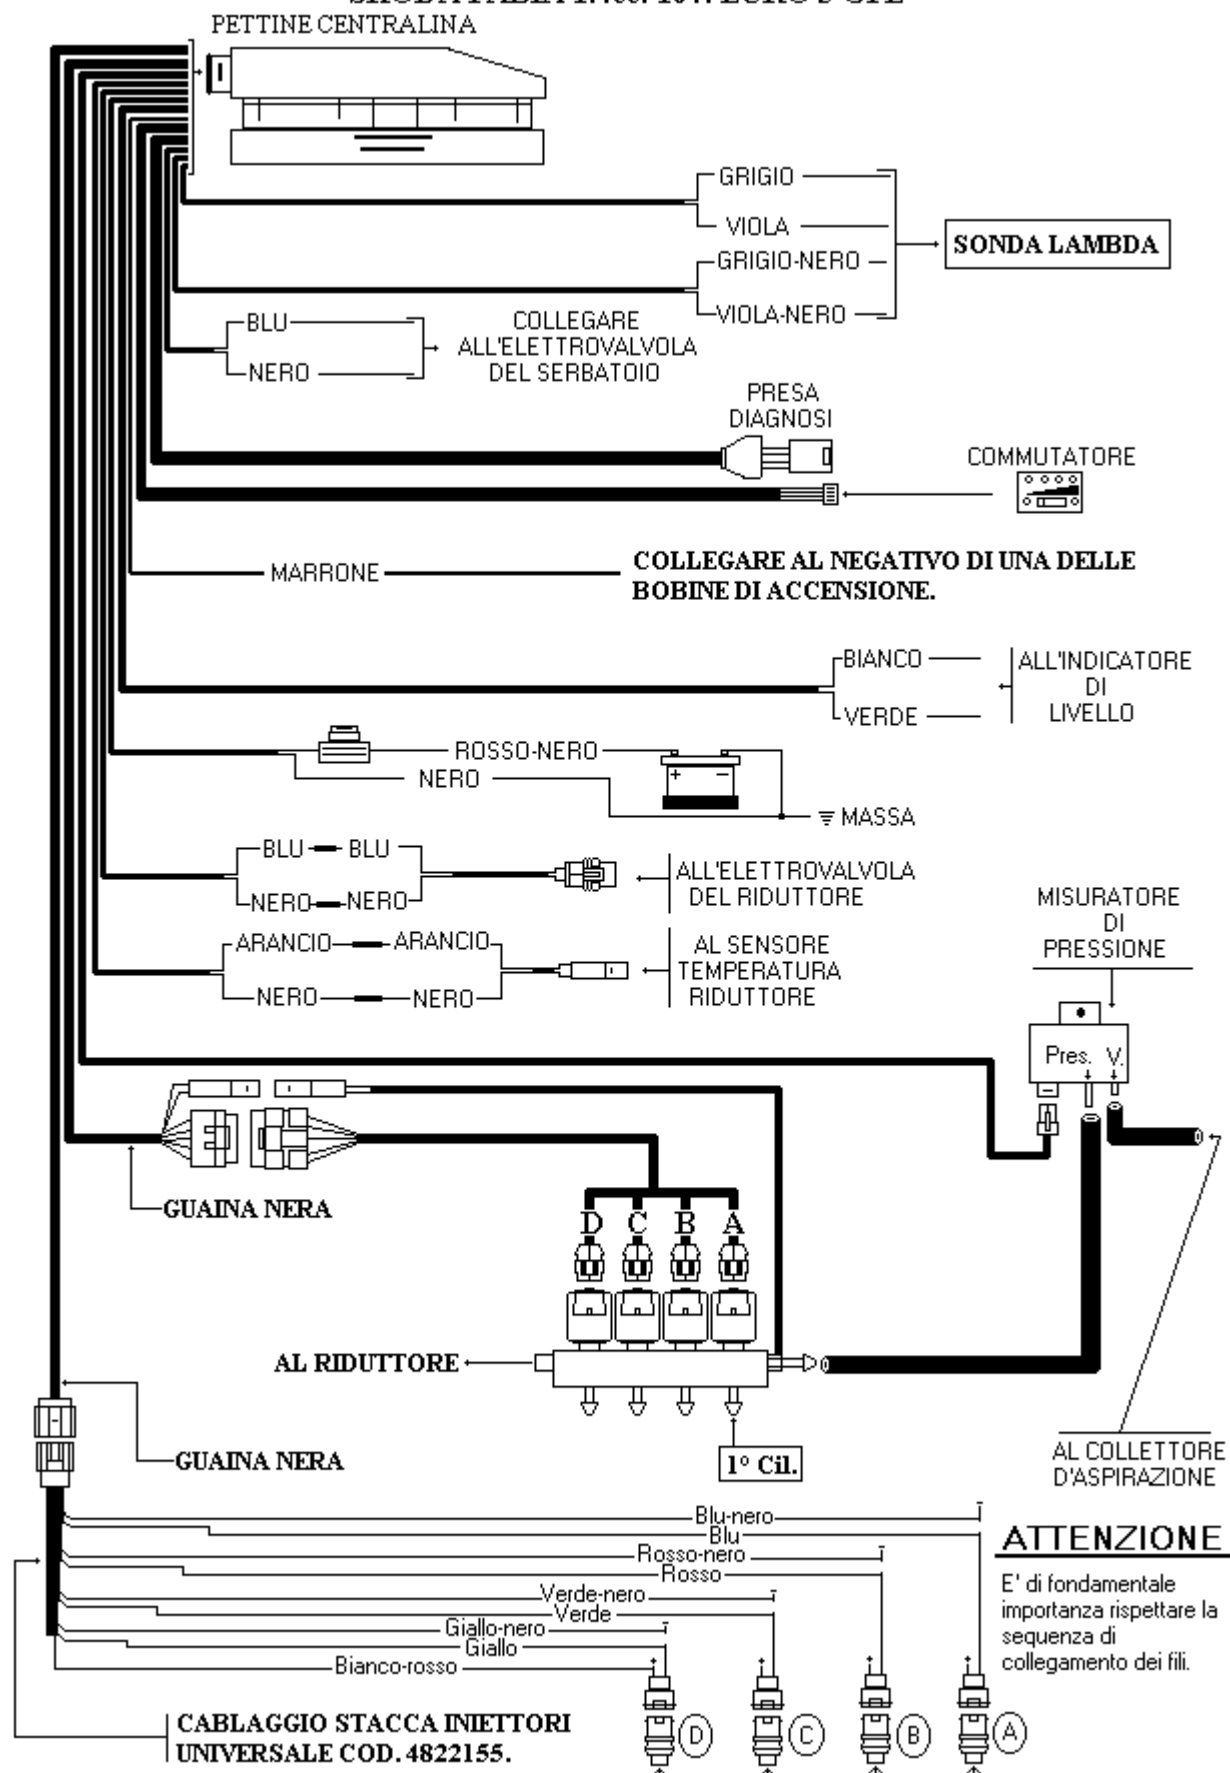 PETTINE CENTRALINA
GRIGIO
VIOLA
GRIGIO-NERO
VIOLA-NERO
SONDA LAMBDA
BLU
NERO
COLLEGARE
ALL'ELETTROVALVOLA
DEL SERBATOIO
PRESA
DIAGNOSI
COMMUTATORE
MARRONE
COLLEGARE AL NEGATIVO DI UNA DELLE
BOBINE DI ACCENSIONE.
BIANCO
VERDE
ALL'INDICATORE
DI
LIVELLO
ROSSO-NERO
NERO
+ −
MASSA
BLU BLU
NERO NERO
ALL'ELETTROVALVOLA
DEL RIDUTTORE
ARANCIO ARANCIO
NERO NERO
AL SENSORE
TEMPERATURA
RIDUTTORE
MISURATORE
DI
PRESSIONE
Pres. V.
GUAINA NERA
D C B A
AL RIDUTTORE
1° Cil.
GUAINA NERA
AL COLLETTORE
D'ASPIRAZIONE
Blu-nero
Blu
Rosso-nero
Rosso
Verde-nero
Verde
Giallo-nero
Giallo
Bianco-rosso
ATTENZIONE
E' di fondamentale
importanza rispettare la
sequenza di
collegamento dei fili.
CABLAGGIO STACCA INIETTORI
UNIVERSALE COD. 4822155.
D C B A